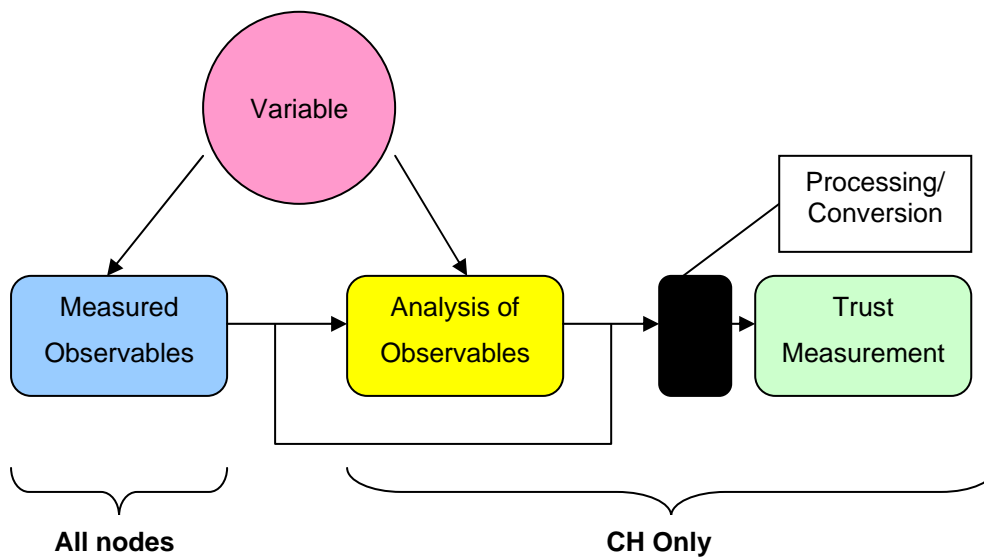 Variable
Processing/
Conversion
Measured
Observables
Analysis of
Observables
Trust
Measurement
All nodes
CH Only